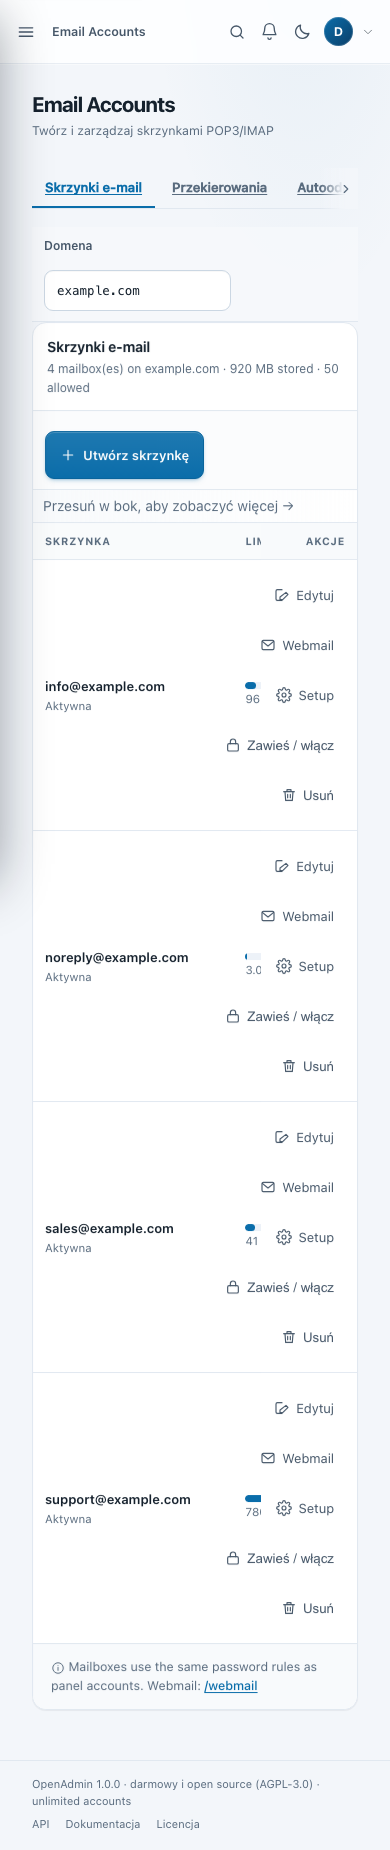 Email Accounts
D
Email Accounts
Twórz i zarządzaj skrzynkami POP3/IMAP
Skrzynki e-mail
Przekierowania
Domena
example.com
Skrzynki e-mail
4 mailbox(es) on example.com · 920 MB stored · 50
allowed
Utwórz skrzynkę
Przesuń w bok, aby zobaczyć więcej →
SKRZYNKA AKCJE
Edytuj
Webmail
info@example.com
Aktywna
96
Setup
Zawieś / włącz
Usuń
Edytuj
Webmail
noreply@example.com
Aktywna
3.0
Setup
Zawieś / włącz
Usuń
Edytuj
Webmail
sales@example.com
Aktywna
41
Setup
Zawieś / włącz
Usuń
Edytuj
Webmail
support@example.com
Aktywna
Setup
Zawieś / włącz
Usuń
Mailboxes use the same password rules as
panel accounts. Webmail: /webmail
OpenAdmin 1.0.0 · darmowy i open source (AGPL-3.0) ·
unlimited accounts
API Dokumentacja Licencja